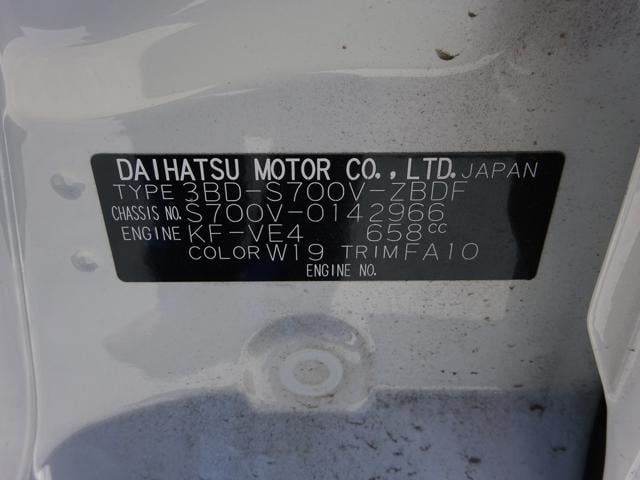 DAIHATSU MOTOR CO.,LTD. JAPAN
TYPE 3BD-S700V-ZBDF
CHASSIS NO. S700V-0142966
ENGINE KF-VE4 658cc
COLOR W19 TRIM FA10
ENGINE NO.